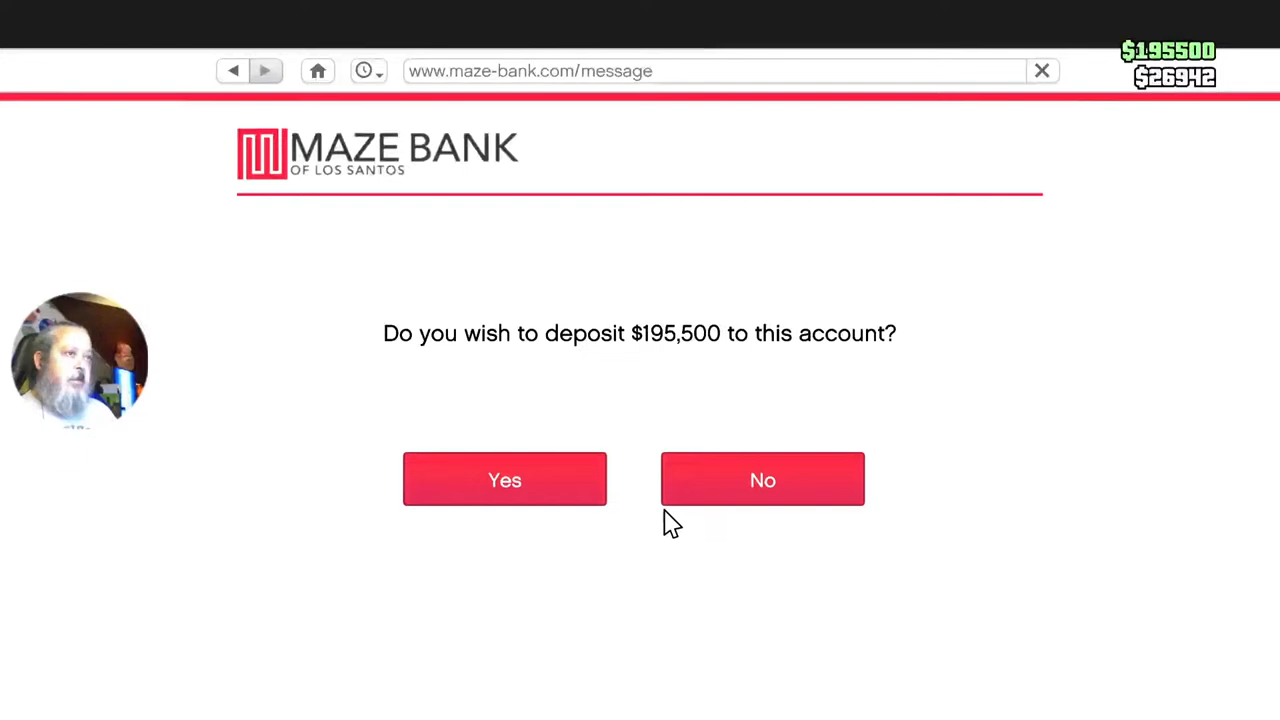 $195500
www.maze-bank.com/message
$26942
MAZE BANK
OF LOS SANTOS
Do you wish to deposit $195,500 to this account?
Yes
No